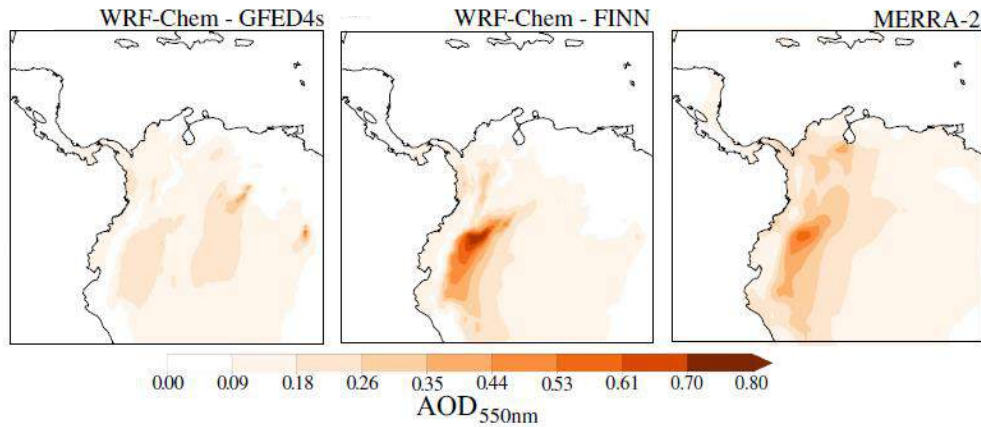 WRF-Chem - GFED4s
WRF-Chem - FINN
MERRA-2
0.00 0.09 0.18 0.26 0.35 0.44 0.53 0.61 0.70 0.80
AOD550nm